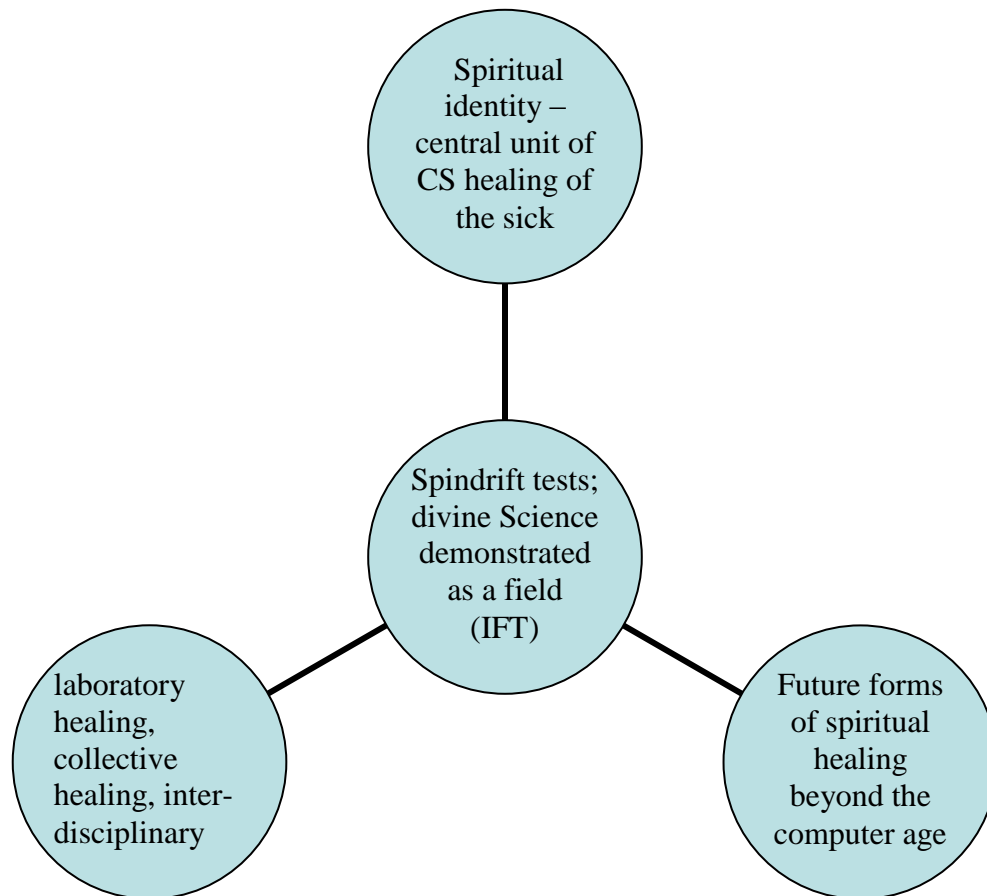 Spiritual
identity –
central unit of
CS healing of
the sick
Spindrift tests;
divine Science
demonstrated
as a field
(IFT)
laboratory
healing,
collective
healing, inter-
disciplinary
Future forms
of spiritual
healing
beyond the
computer age